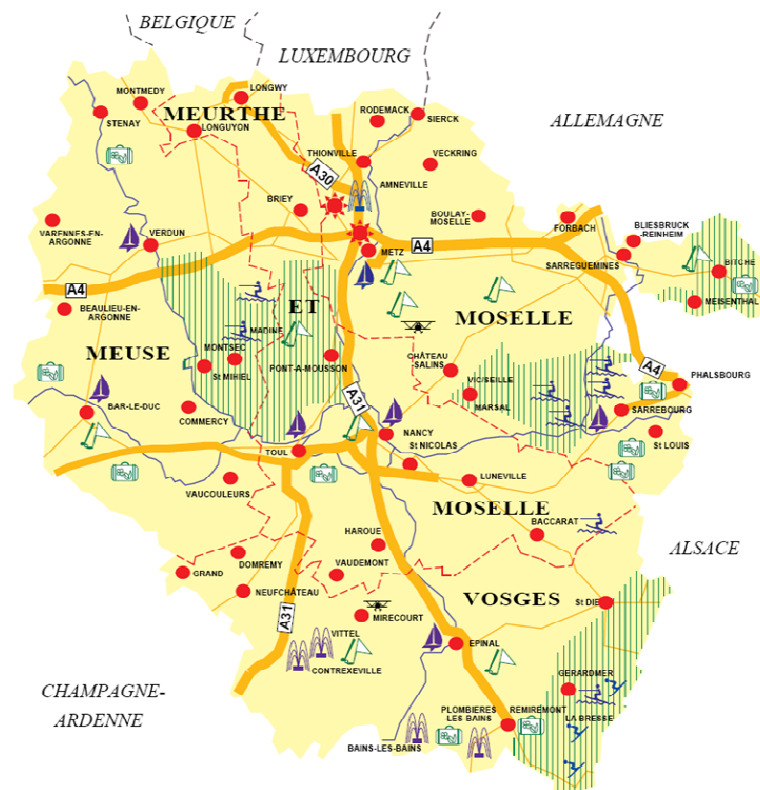 BELGIQUE
LUXEMBOURG
LONGWY
MONTMEDY
MEURTHE
RODEMACK
SIERCK
STENAY
LONGUYON
ALLEMAGNE
THIONVILLE
VECKRING
A30
AMNEVILLE
BRIEY
BOULAY-
MOSELLE
FORBACH
BLIESBRUCK
-REINHEIM
VARENNES-EN-
ARGONNE
VERDUN
METZ
A4
SARREGUEMINES
BITCHE
A4
MEISENTHAL
BEAULIEU-EN-
ARGONNE
ET
MOSELLE
MADINE
MEUSE
MONTSEC
CHÂTEAU
SALINS
St MIHIEL
PONT-A-MOUSSON
A4
PHALSBOURG
VIC/SEILLE
MARSAL
A31
BAR-LE-DUC
SARREBOURG
COMMERCY
NANCY
St NICOLAS
St LOUIS
TOUL
LUNEVILLE
VAUCOULEURS
MOSELLE
BACCARAT
HAROUE
ALSACE
DOMREMY
VAUDEMONT
GRAND
NEUFCHÂTEAU
VOSGES
St DIE
A31
MIRECOURT
VITTEL
EPINAL
CONTREXEVILLE
GERARDMER
CHAMPAGNE-
ARDENNE
PLOMBIERES
LES BAINS
REMIREMONT
LA BRESSE
BAINS-LES-BAINS